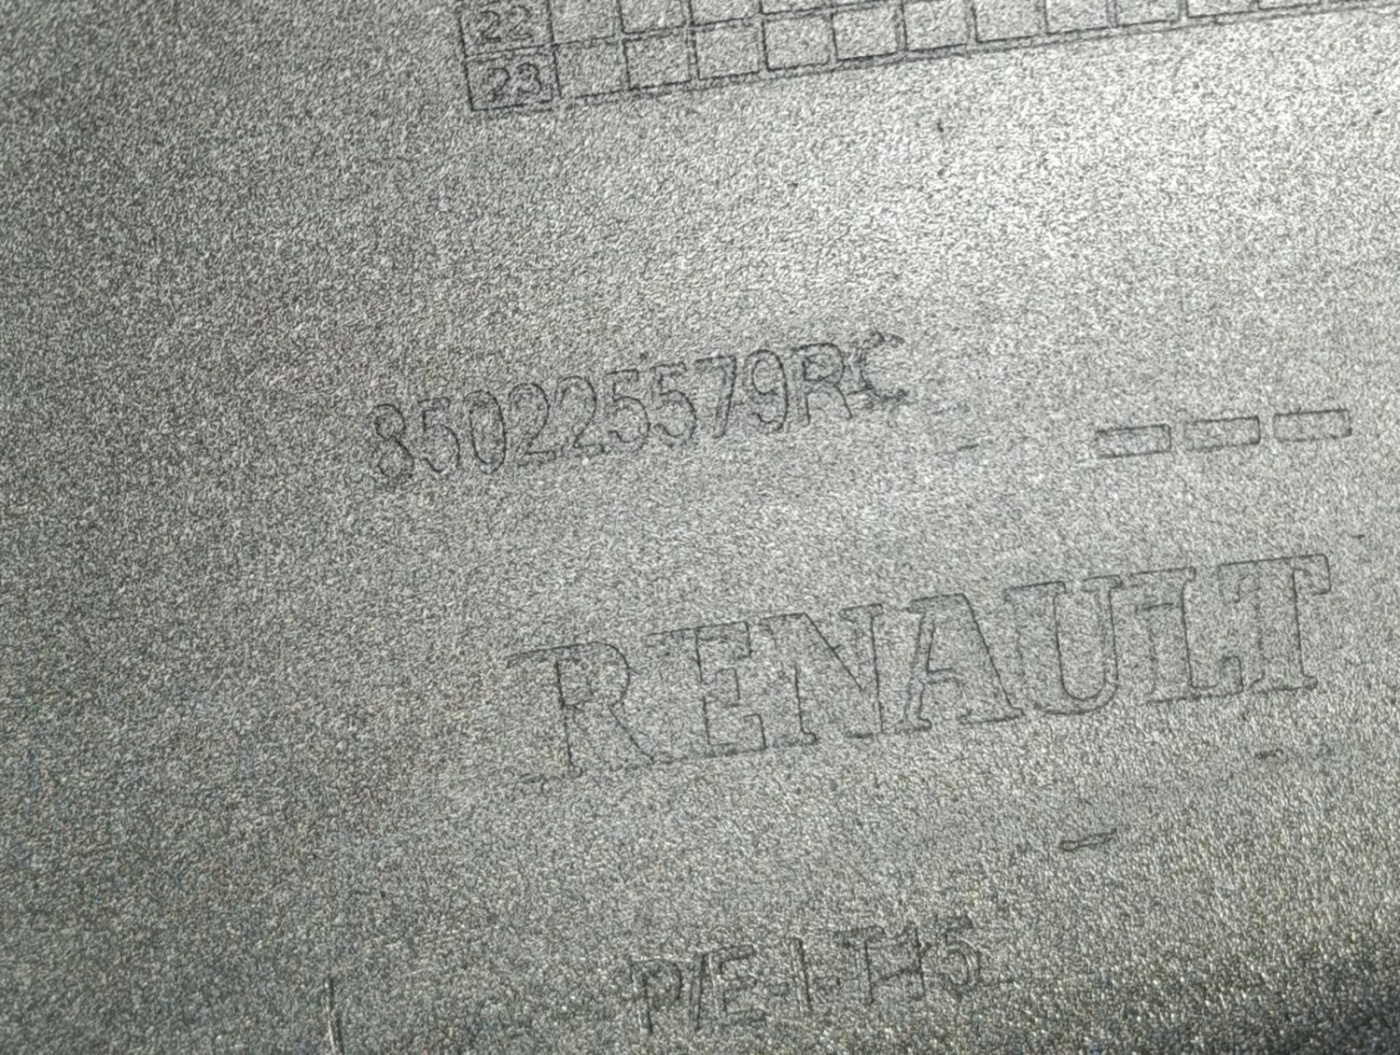 22
23
850225579RC
RENAULT
P/E-I-T15